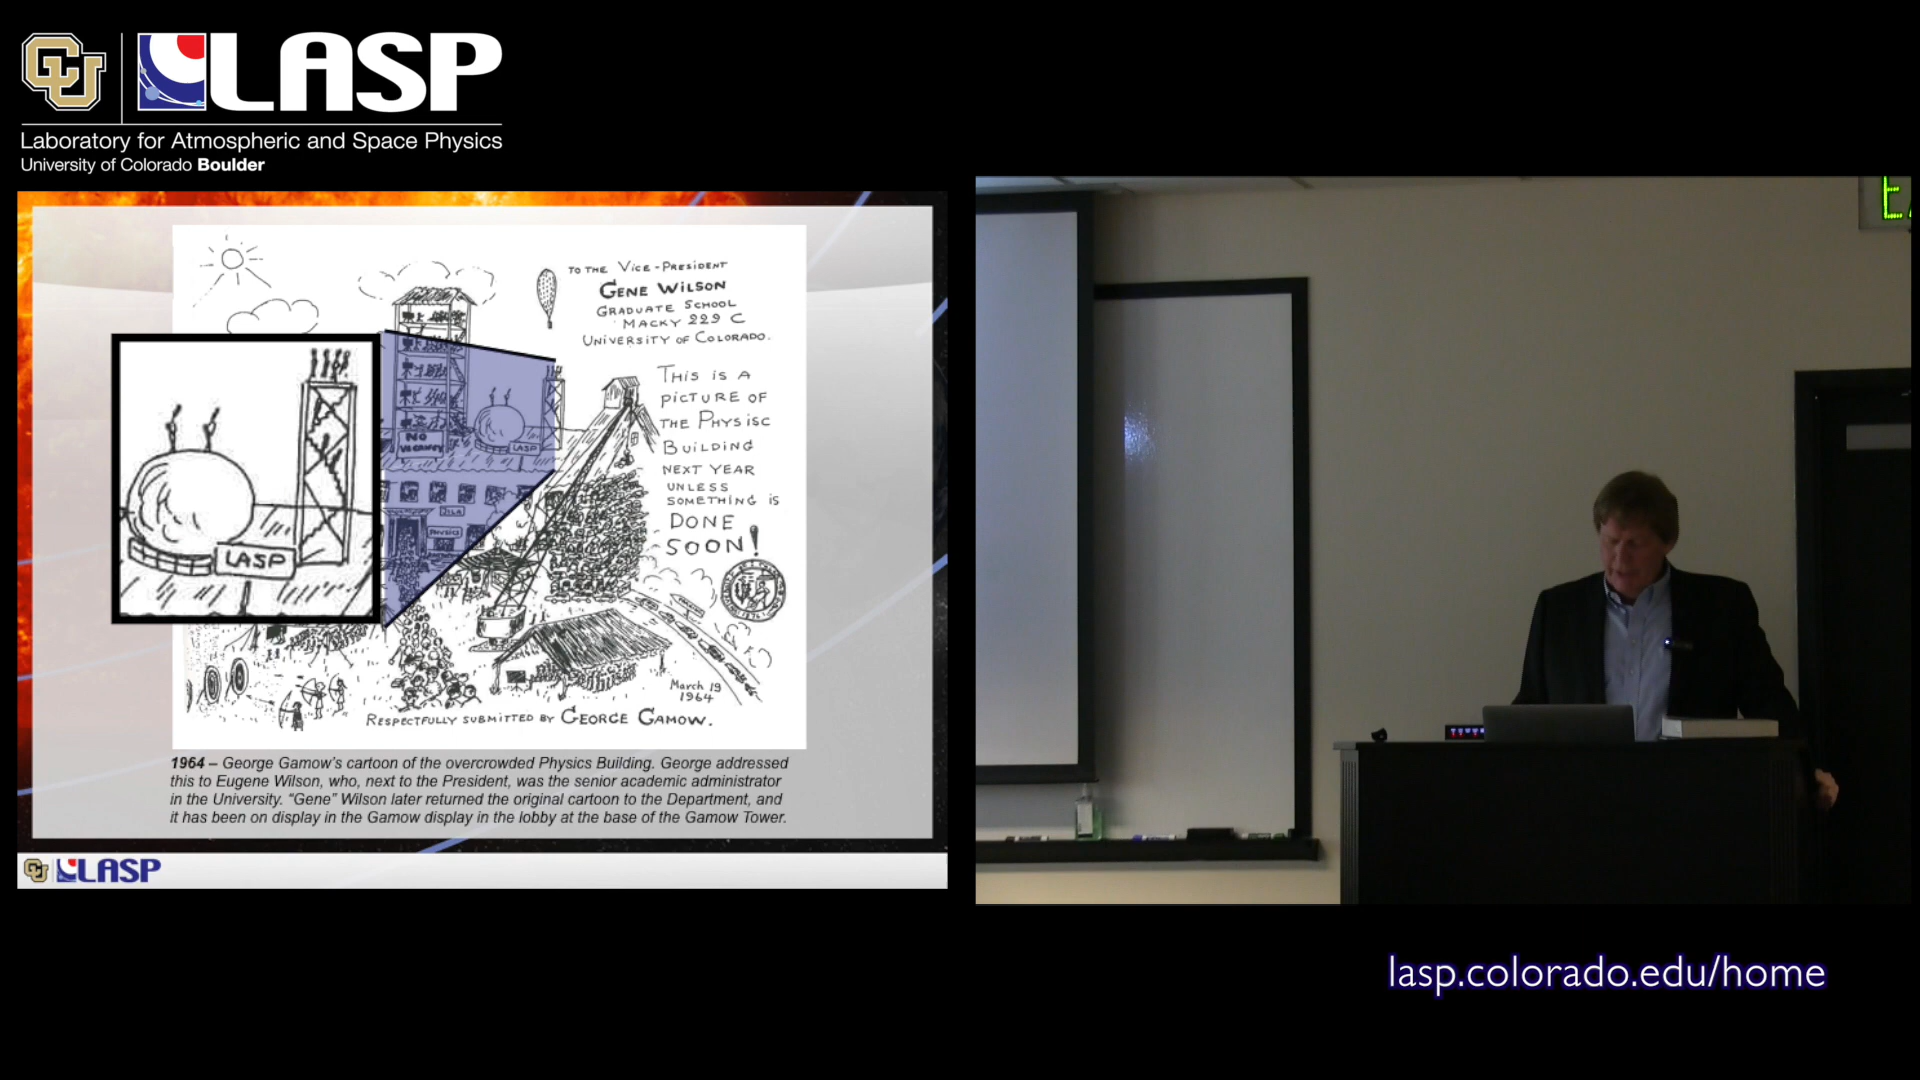 CU
LASP
Laboratory for Atmospheric and Space Physics
University of Colorado Boulder
TO THE VICE-PRESIDENT
GENE WILSON
GRADUATE SCHOOL
MACKY 229 C
UNIVERSITY OF COLORADO.
THIS IS A
PICTURE OF
THE PHYSISC
BUILDING
NEXT YEAR
UNLESS
SOMETHING IS
DONE
SOON!
NO
VACANCY
LASP
LASP
JILA
PHYSICS
March 19
1964
RESPECTFULLY SUBMITTED BY GEORGE GAMOW.
1964 – George Gamow's cartoon of the overcrowded Physics Building. George addressed
this to Eugene Wilson, who, next to the President, was the senior academic administrator
in the University. "Gene" Wilson later returned the original cartoon to the Department, and
it has been on display in the Gamow display in the lobby at the base of the Gamow Tower.
CU LASP
lasp.colorado.edu/home